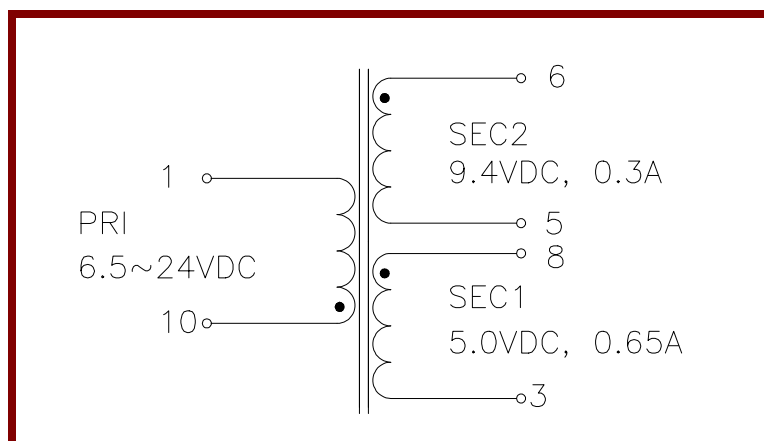 1
PRI
6.5~24VDC
10
6
SEC2
9.4VDC, 0.3A
5
8
SEC1
5.0VDC, 0.65A
3